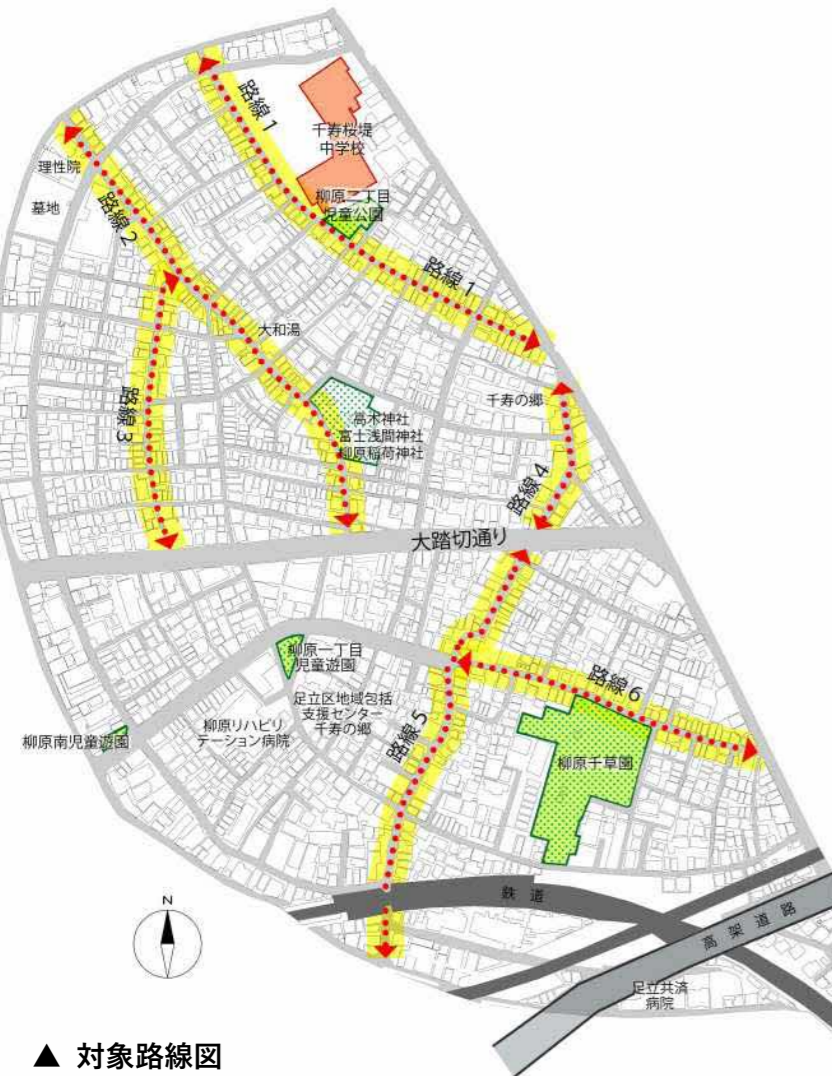 路線1
千寿桜堤
中学校
理性院
墓地
路線2
柳原二丁目
児童公園
路線1
大和湯
路線3
千寿の郷
高木神社
富士浅間神社
柳原稲荷神社
路線4
大踏切通り
柳原一丁目
児童遊園
路線6
足立区地域包括
支援センター
千寿の郷
柳原リハビリ
テーション病院
路線5
柳原南児童遊園
柳原千草園
鉄道
N
高架道路
足立共済
病院
▲ 対象路線図